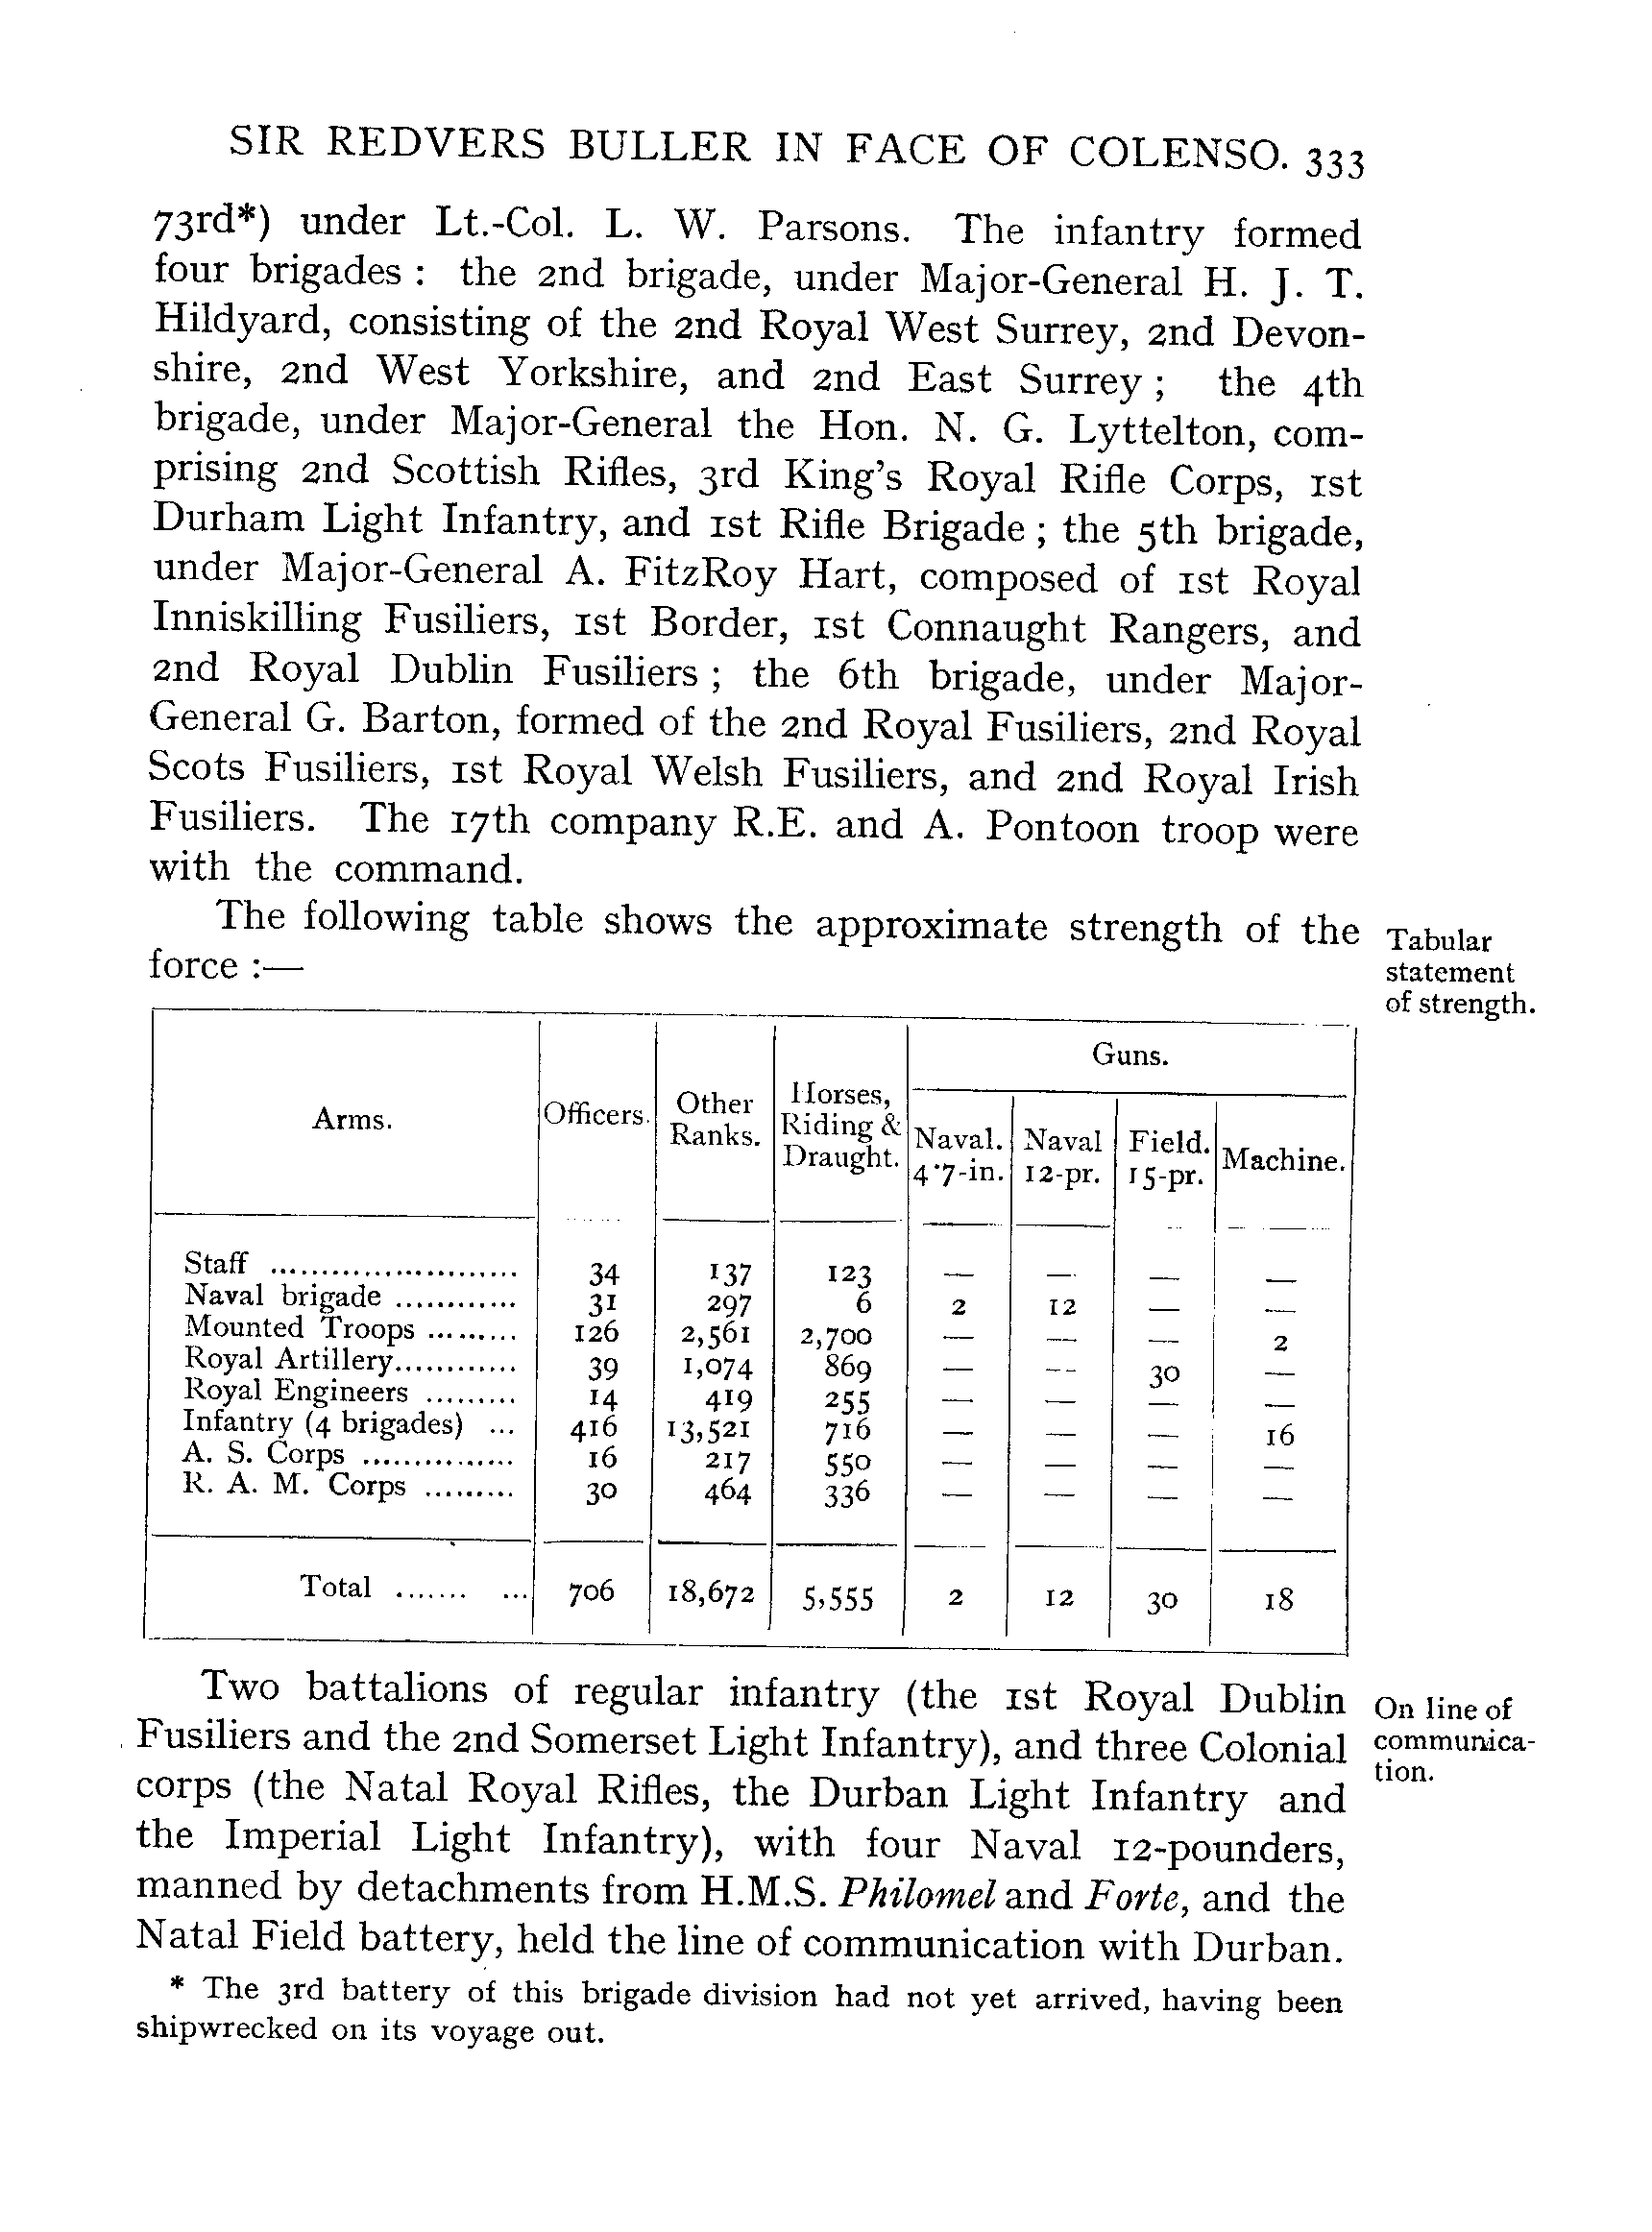 SIR REDVERS BULLER IN FACE OF COLENSO. 333
73rd*) under Lt.-Col. L. W. Parsons. The infantry formed
four brigades : the 2nd brigade, under Major-General H. J. T.
Hildyard, consisting of the 2nd Royal West Surrey, 2nd Devon-
shire, 2nd West Yorkshire, and 2nd East Surrey ; the 4th
brigade, under Major-General the Hon. N. G. Lyttelton, com-
prising 2nd Scottish Rifles, 3rd King's Royal Rifle Corps, 1st
Durham Light Infantry, and 1st Rifle Brigade ; the 5th brigade,
under Major-General A. FitzRoy Hart, composed of 1st Royal
Inniskilling Fusiliers, 1st Border, 1st Connaught Rangers, and
2nd Royal Dublin Fusiliers ; the 6th brigade, under Major-
General G. Barton, formed of the 2nd Royal Fusiliers, 2nd Royal
Scots Fusiliers, 1st Royal Welsh Fusiliers, and 2nd Royal Irish
Fusiliers. The 17th company R.E. and A. Pontoon troop were
with the command.
The following table shows the approximate strength of the
force :—
Tabular
statement
of strength.
Arms. Officers. Other Ranks. Horses, Riding & Draught. Guns.
Naval. 4·7-in. Naval 12-pr. Field. 15-pr. Machine.
Staff ........................ 34 137 123 — — — —
Naval brigade ............ 31 297 6 2 12 — —
Mounted Troops ......... 126 2,561 2,700 — — — 2
Royal Artillery............ 39 1,074 869 — — 30 —
Royal Engineers ......... 14 419 255 — — — —
Infantry (4 brigades) ... 416 13,521 716 — — — 16
A. S. Corps ............... 16 217 550 — — — —
R. A. M. Corps ......... 30 464 336 — — — —
Total ....... ... 706 18,672 5,555 2 12 30 18
Two battalions of regular infantry (the 1st Royal Dublin
Fusiliers and the 2nd Somerset Light Infantry), and three Colonial
corps (the Natal Royal Rifles, the Durban Light Infantry and
the Imperial Light Infantry), with four Naval 12-pounders,
manned by detachments from H.M.S. Philomel and Forte, and the
Natal Field battery, held the line of communication with Durban.
On line of
communica-
tion.
* The 3rd battery of this brigade division had not yet arrived, having been
shipwrecked on its voyage out.